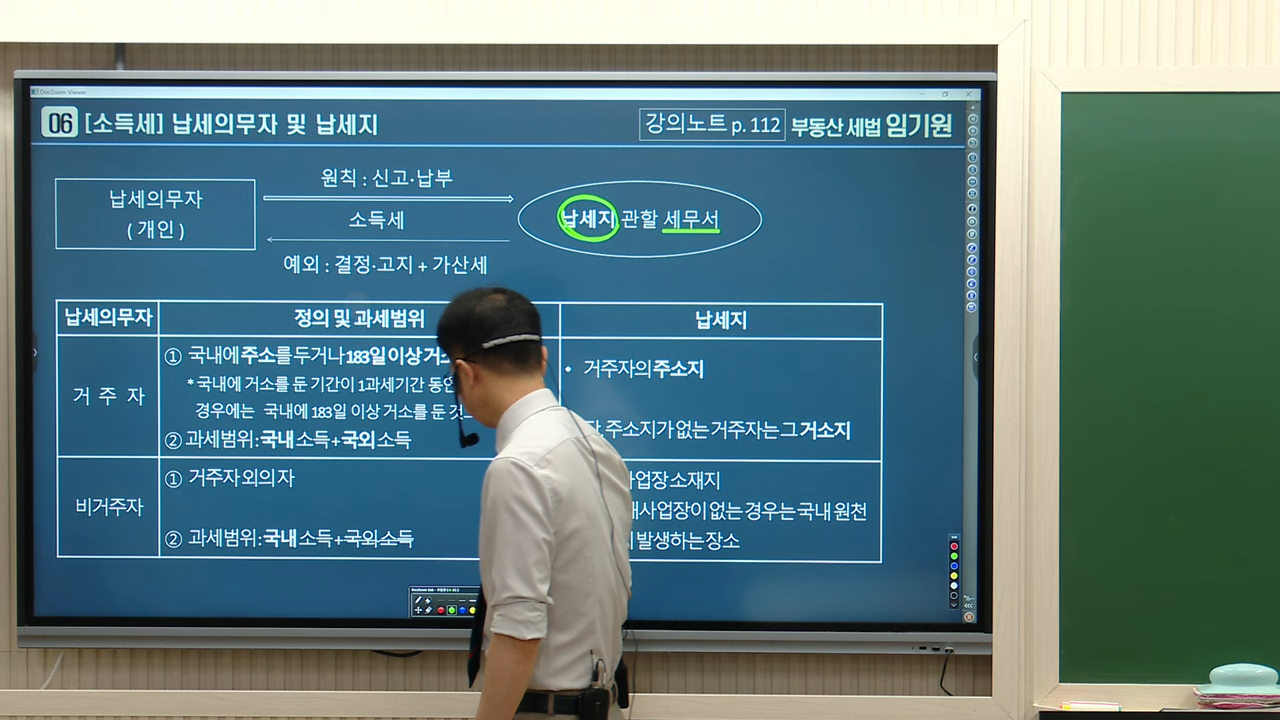 DocZoom Viewer
06 [소득세] 납세의무자 및 납세지
강의노트 p. 112 부동산 세법 임기원
원칙 : 신고·납부
납세의무자
( 개인 )
소득세
납세지 관할 세무서
예외 : 결정·고지 + 가산세
납세의무자 정의 및 과세범위 납세지
거 주 자
① 국내에 주소를 두거나 183일 이상
* 국내에 거소를 둔 기간이 1과세기간
경우에는 국내에 183일 이상 거소를 둔
② 과세범위 : 국내 소득 + 국외 소득
• 거주자의 주소지
주소지가 없는 거주자는 그 거소지
비거주자
① 거주자 외의 자
② 과세범위 : 국내 소득 + 국외 소득
사업장 소재지
사업장이 없는 경우는 국내 원천
발생하는 장소